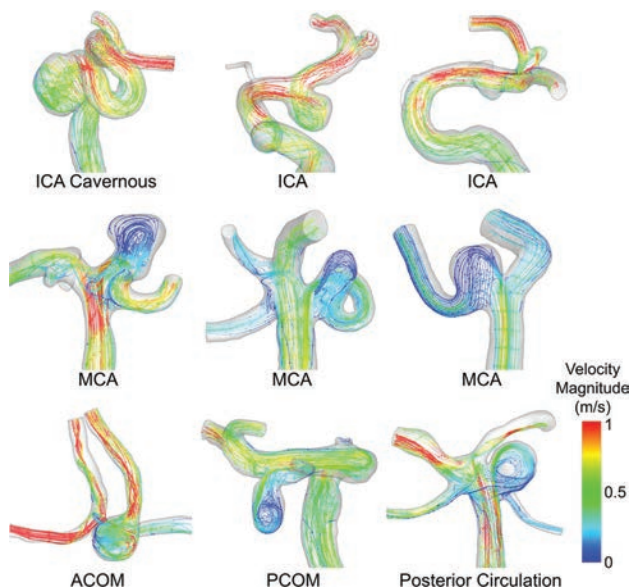 ICA Cavernous
ICA
ICA
MCA
MCA
MCA
Velocity
Magnitude
(m/s)
1
0.5
0
ACOM
PCOM
Posterior Circulation